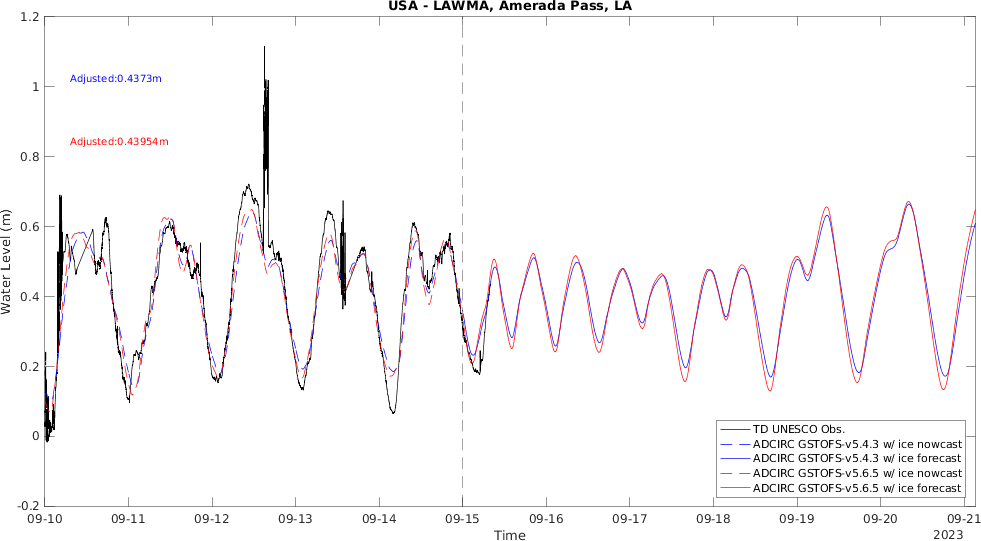 USA - LAWMA, Amerada Pass, LA
1.2
1
0.8
0.6
0.4
0.2
0
-0.2
Water Level (m)
Adjusted:0.4373m
Adjusted:0.43954m
TD UNESCO Obs.
ADCIRC GSTOFS-v5.4.3 w/ ice nowcast
ADCIRC GSTOFS-v5.4.3 w/ ice forecast
ADCIRC GSTOFS-v5.6.5 w/ ice nowcast
ADCIRC GSTOFS-v5.6.5 w/ ice forecast
09-10 09-11 09-12 09-13 09-14 09-15 09-16 09-17 09-18 09-19 09-20 09-21
Time
2023